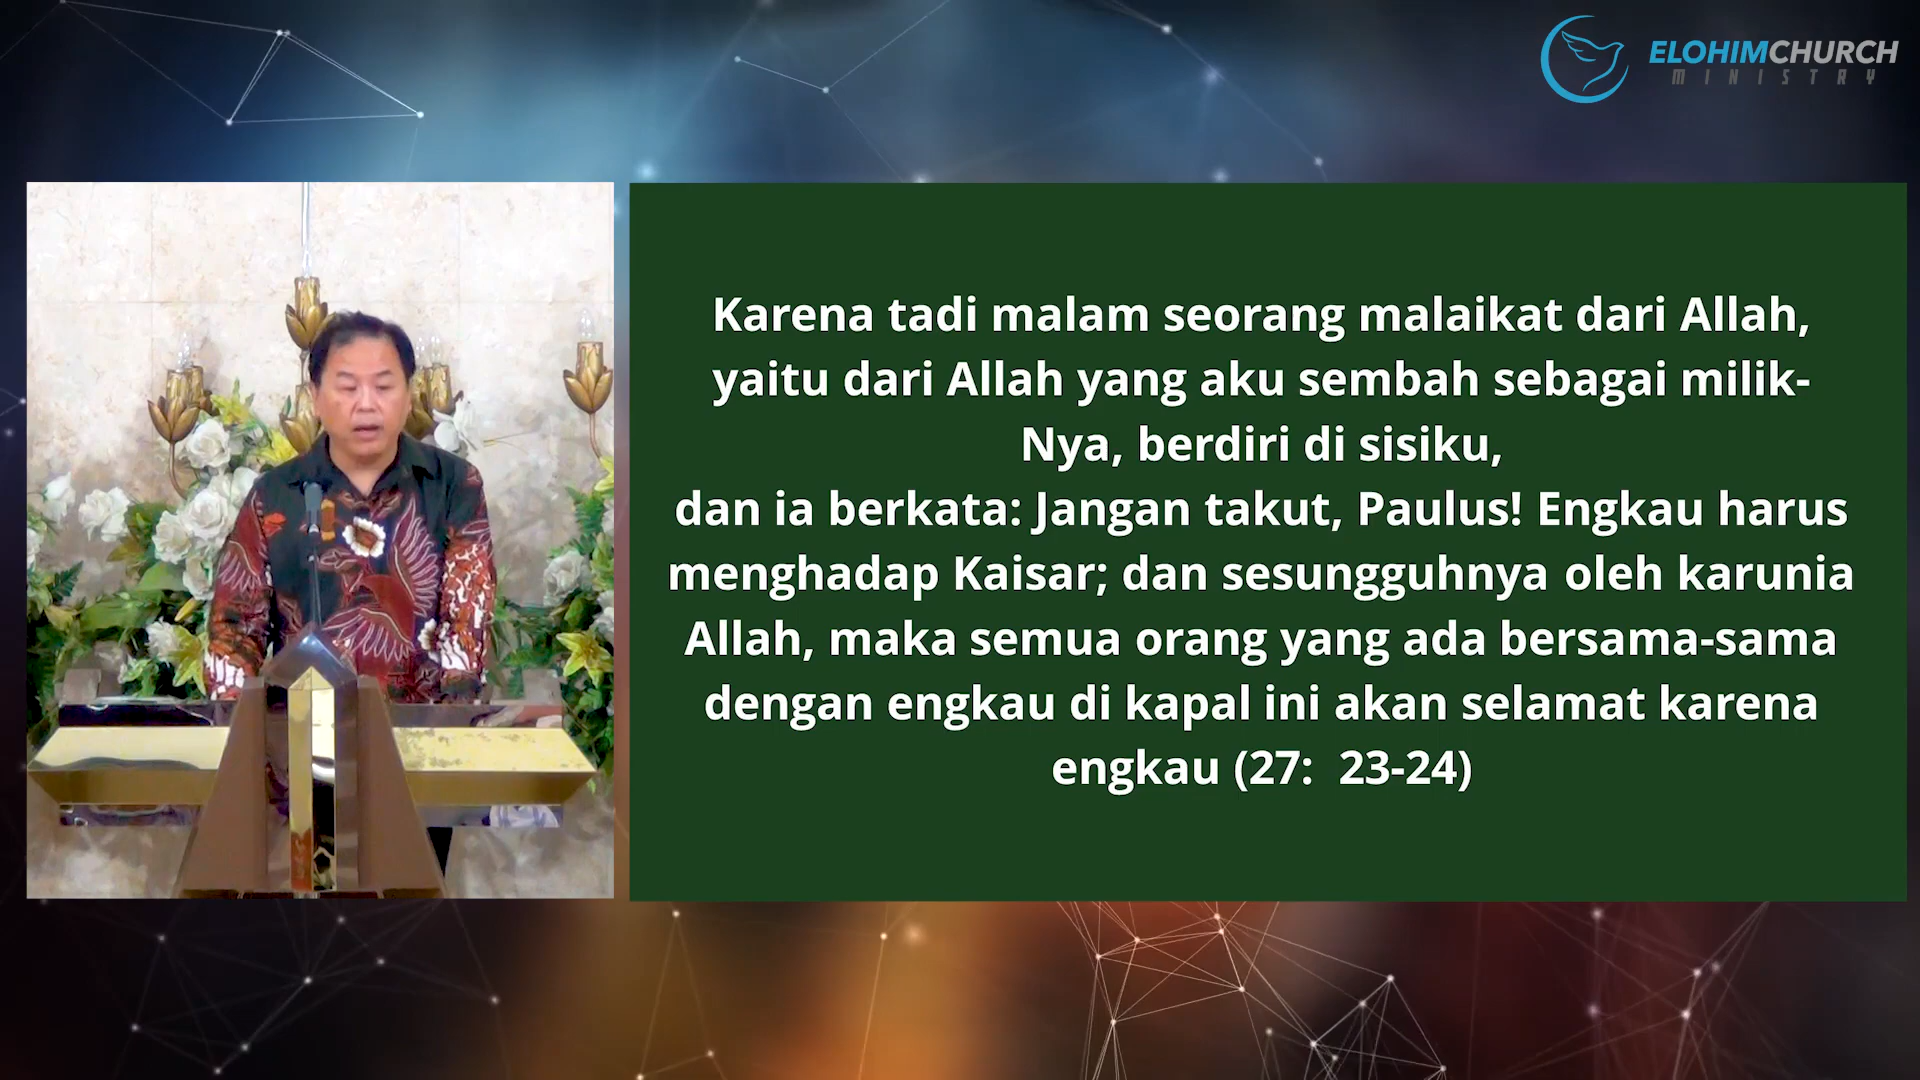 ELOHIMCHURCH
MINISTRY
Karena tadi malam seorang malaikat dari Allah,
yaitu dari Allah yang aku sembah sebagai milik-
Nya, berdiri di sisiku,
dan ia berkata: Jangan takut, Paulus! Engkau harus
menghadap Kaisar; dan sesungguhnya oleh karunia
Allah, maka semua orang yang ada bersama-sama
dengan engkau di kapal ini akan selamat karena
engkau (27:  23-24)